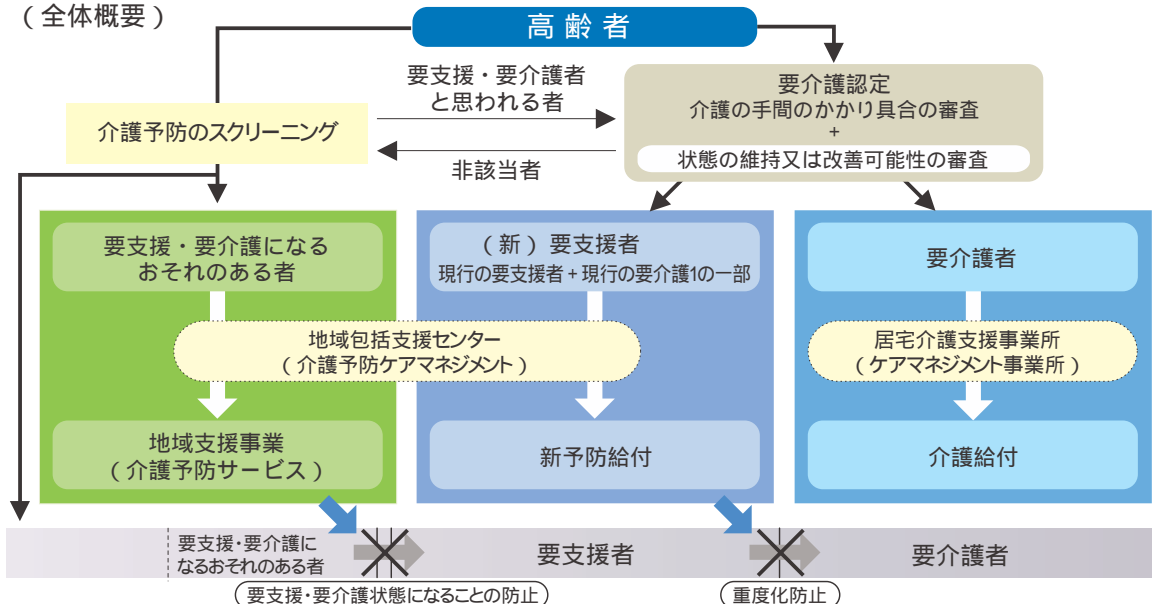 （全体概要）
高齢者
要支援・要介護者
と思われる者
要介護認定
介護の手間のかかり具合の審査
+
状態の維持又は改善可能性の審査
介護予防のスクリーニング
非該当者
要支援・要介護になる
おそれのある者
（新）要支援者
現行の要支援者+現行の要介護1の一部
要介護者
地域包括支援センター
（介護予防ケアマネジメント）
居宅介護支援事業所
（ケアマネジメント事業所）
地域支援事業
（介護予防サービス）
新予防給付
介護給付
要支援・要介護に
なるおそれのある者
要支援者
要介護者
要支援・要介護状態になることの防止
重度化防止